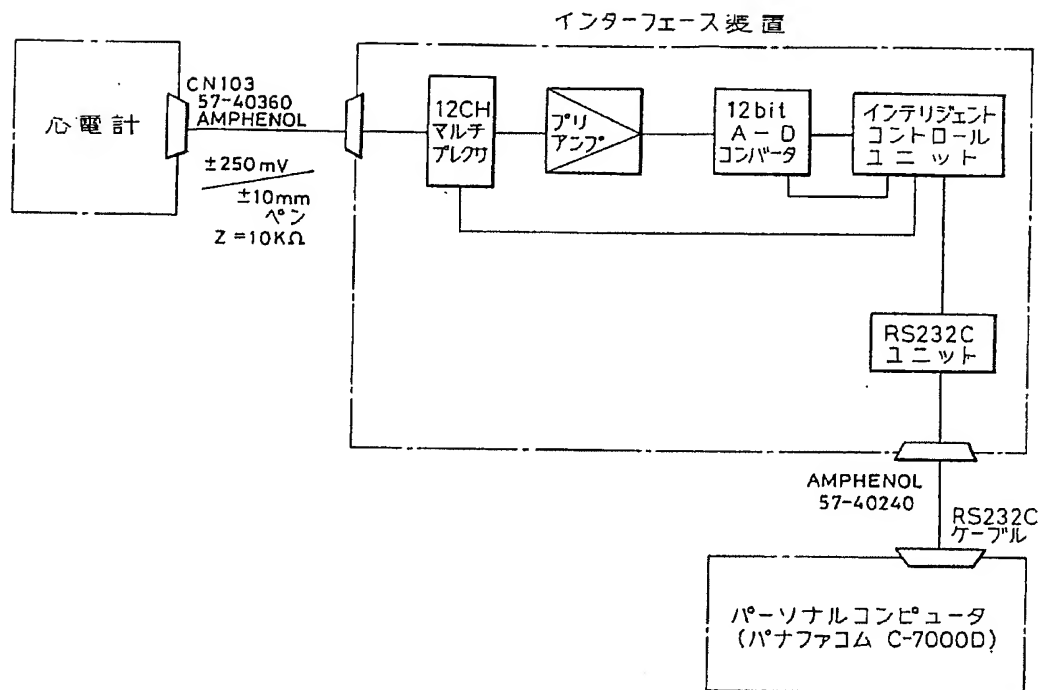 インターフェース装置
心電計
CN103
57-40360
AMPHENOL
±250mV
±10mm
ペン
Z=10KΩ
12CH
マルチ
プレクサ
プリ
アンプ
12bit
A-D
コンバータ
インテリジェント
コントロール
ユニット
RS232C
ユニット
AMPHENOL
57-40240
RS232C
ケーブル
パーソナルコンピュータ
(パナファコム C-7000D)